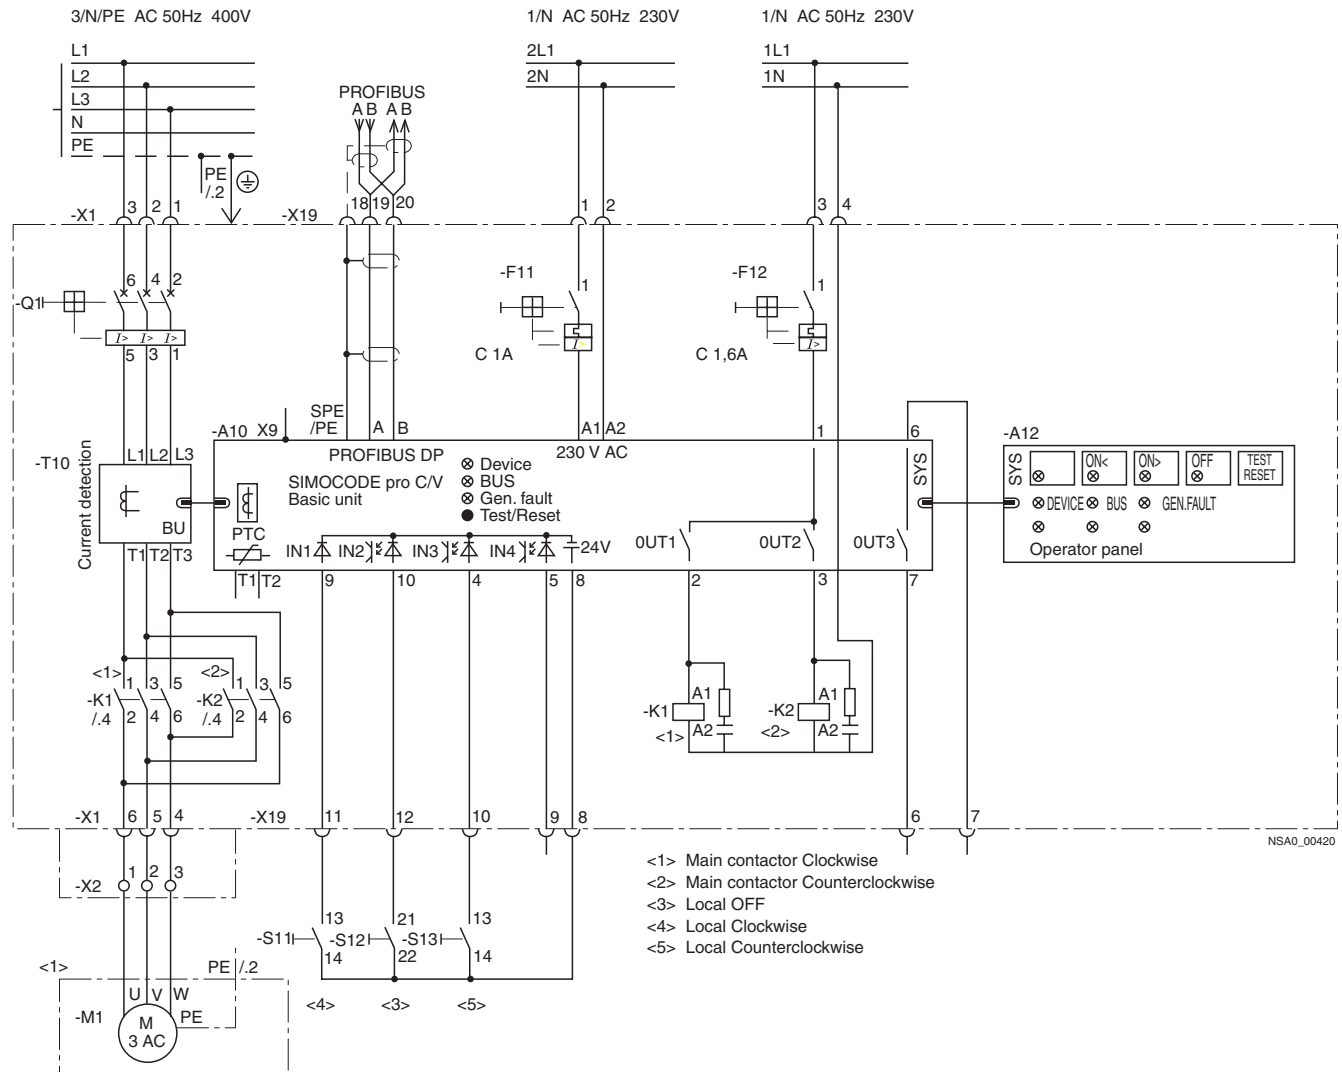 3/N/PE AC 50Hz 400V
1/N AC 50Hz 230V
1/N AC 50Hz 230V
L1
2L1
1L1
L2
2N
1N
L3
PROFIBUS
N
A B A B
PE
PE
/.2
-X1 3 2 1
-X19
18 19 20
1 2
3 4
6 4 2
-Q1
I> I> I>
5 3 1
-F11
1
I>
C 1A
-F12
1
I>
C 1,6A
-A10 X9
SPE
/PE
A B
A1 A2
1
6
PROFIBUS DP
230 V AC
SIMOCODE pro C/V
Basic unit
Device
BUS
Gen. fault
Test/Reset
SYS
-A12
SYS
ON<
ON>
OFF
TEST
RESET
DEVICE
BUS
GEN.FAULT
Operator panel
Current detection
-T10
L1 L2 L3
BU
T1 T2 T3
PTC
T1 T2
IN1
IN2
IN3
IN4
24V
0UT1
0UT2
0UT3
9
10
4
5
8
2
3
7
<1>
-K1
/.4
1 3 5
2 4 6
<2>
-K2
/.4
1 3 5
2 4 6
-K1
<1>
A1
A2
-K2
<2>
A1
A2
-X1 6 5 4
-X19
11
12
10
9
8
6
7
NSA0_00420
-X2
1 2 3
<1> Main contactor Clockwise
<2> Main contactor Counterclockwise
<3> Local OFF
<4> Local Clockwise
<5> Local Counterclockwise
-S11
13
14
-S12
21
22
-S13
13
14
<4>
<3>
<5>
<1>
PE /.2
U V W
-M1
M
3 AC
PE